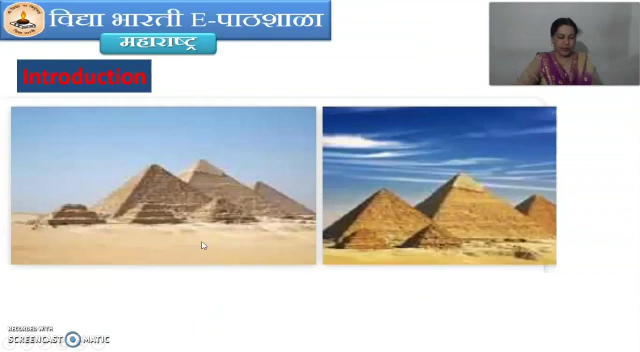 विद्या भारती E-पाठशाळा
महाराष्ट्र
Introduction
RECORDED WITH
SCREENCAST MATIC